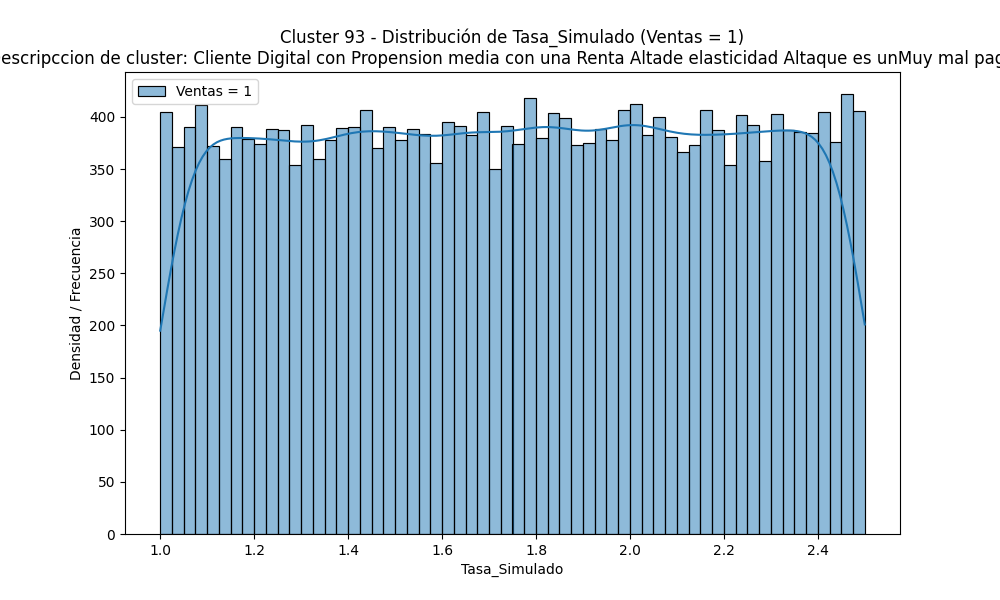 Cluster 93 - Distribución de Tasa_Simulado (Ventas = 1)
escripccion de cluster: Cliente Digital con Propension media con una Renta Altade elasticidad Altaque es unMuy mal pag
Ventas = 1
Densidad / Frecuencia
400
350
300
250
200
150
100
50
0
1.0 1.2 1.4 1.6 1.8 2.0 2.2 2.4
Tasa_Simulado